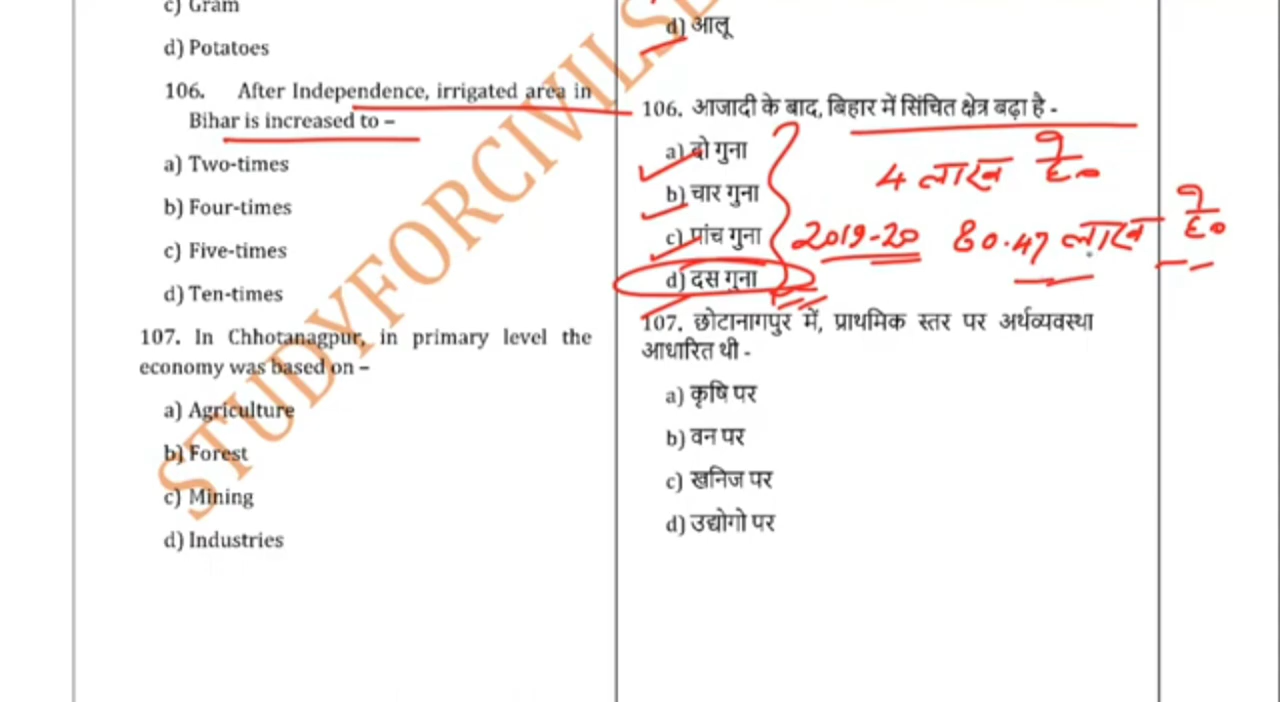 c) Gram
d) Potatoes
106. After Independence, irrigated area in
Bihar is increased to –
a) Two-times
b) Four-times
c) Five-times
d) Ten-times
107. In Chhotanagpur, in primary level the
economy was based on –
a) Agriculture
b) Forest
c) Mining
d) Industries
d) आलू
106. आजादी के बाद, बिहार में सिंचित क्षेत्र बढ़ा है -
a) दो गुना
b) चार गुना
c) पांच गुना
d) दस गुना
4 लाख हे०
2019-20 80.47 लाख हे०
107. छोटानागपुर में, प्राथमिक स्तर पर अर्थव्यवस्था
आधारित थी -
a) कृषि पर
b) वन पर
c) खनिज पर
d) उद्योगो पर
STUDYFORCIVILS